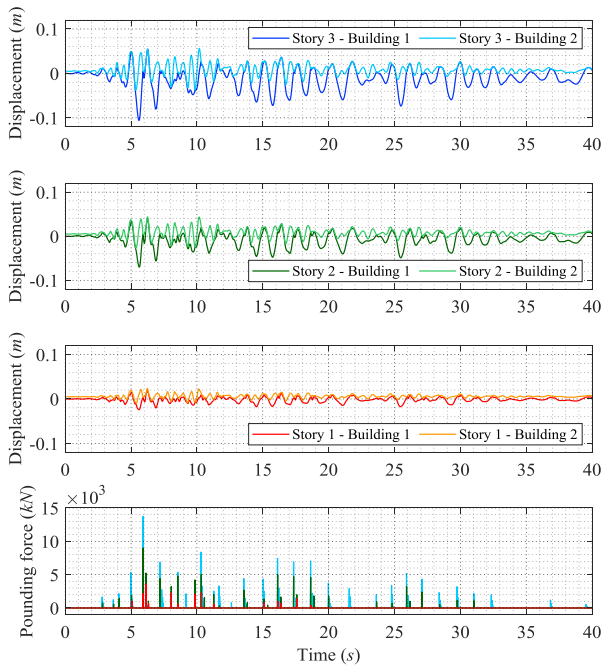 Displacement (m)
0.1
0
-0.1
Story 3 - Building 1
Story 3 - Building 2
0 5 10 15 20 25 30 35 40
Displacement (m)
0.1
0
-0.1
Story 2 - Building 1
Story 2 - Building 2
0 5 10 15 20 25 30 35 40
Displacement (m)
0.1
0
-0.1
Story 1 - Building 1
Story 1 - Building 2
0 5 10 15 20 25 30 35 40
Pounding force (kN)
×10³
15
10
5
0
0 5 10 15 20 25 30 35 40
Time (s)